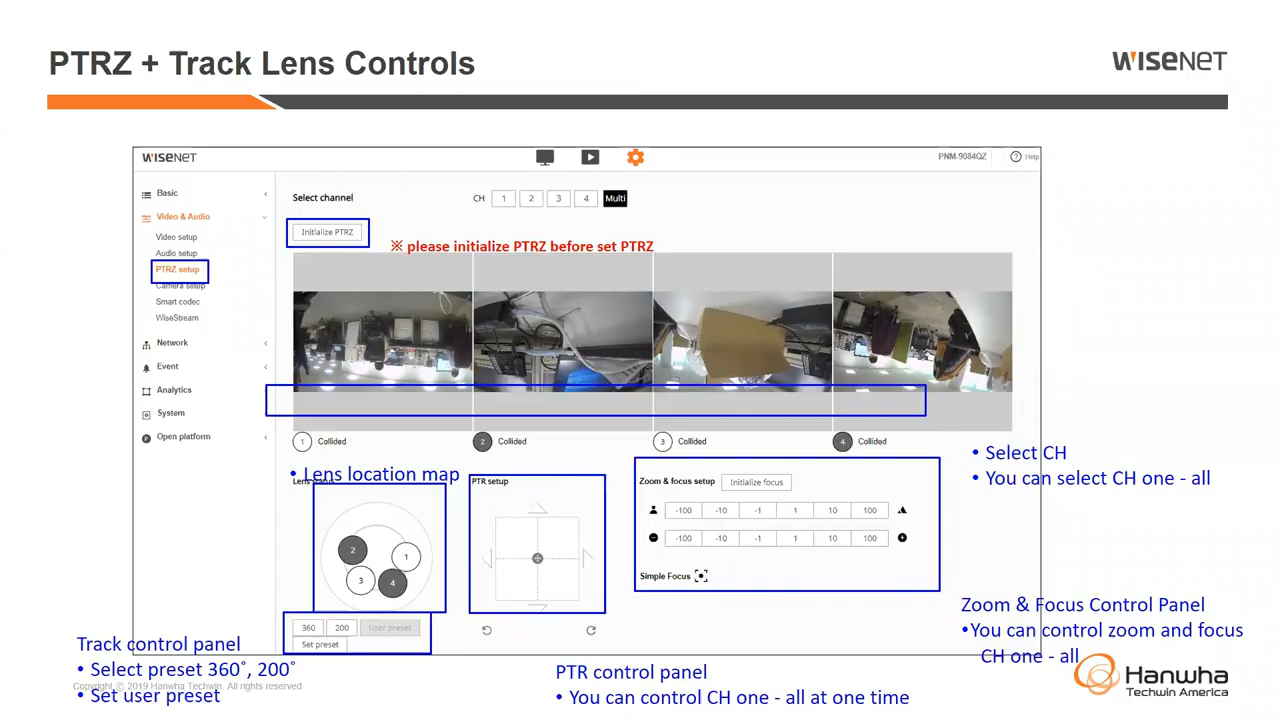 PTRZ + Track Lens Controls
WISENET
WISENET
PNM-9084QZ
Help
Basic
Select channel
CH 1 2 3 4 Multi
Video & Audio
Initialize PTRZ
※ please initialize PTRZ before set PTRZ
Video setup
Audio setup
PTRZ setup
Camera setup
Smart codec
WiseStream
Network
Event
Analytics
System
Open platform
1 Collided
2 Collided
3 Collided
4 Collided
• Select CH
• You can select CH one - all
• Lens location map
Lens status
PTR setup
Zoom & focus setup
Initialize focus
-100 -10 -1 1 10 100
-100 -10 -1 1 10 100
Simple Focus
2
1
3
4
360 200 User preset
Set preset
Zoom & Focus Control Panel
•You can control zoom and focus
CH one - all
Track control panel
• Select preset 360˚, 200˚
• Set user preset
Copyright ⓒ 2019 Hanwha Techwin. All rights reserved
PTR control panel
• You can control CH one - all at one time
Hanwha
Techwin America